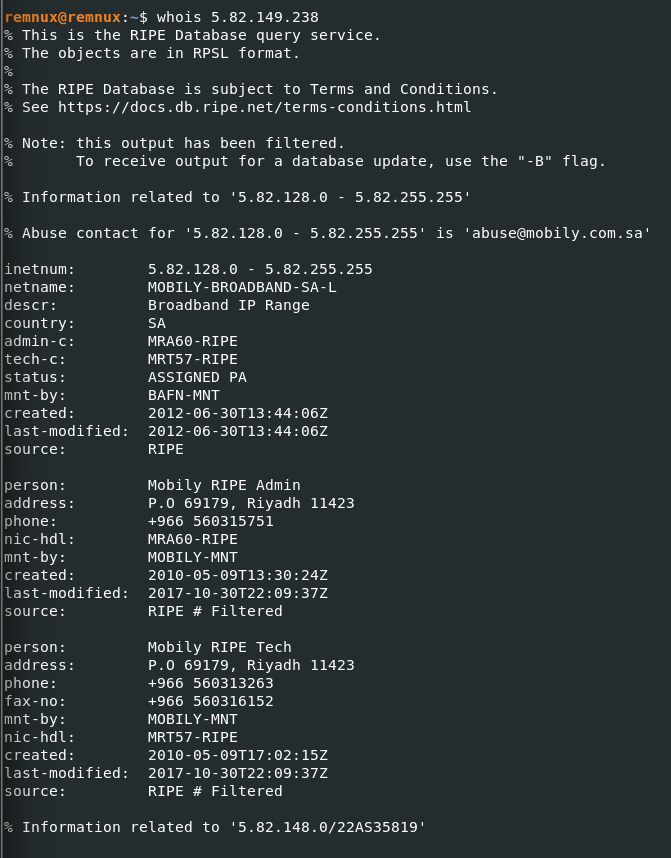 remnux@remnux:~$ whois 5.82.149.238
% This is the RIPE Database query service.
% The objects are in RPSL format.
%
% The RIPE Database is subject to Terms and Conditions.
% See https://docs.db.ripe.net/terms-conditions.html
% Note: this output has been filtered.
%       To receive output for a database update, use the "-B" flag.
% Information related to '5.82.128.0 - 5.82.255.255'
% Abuse contact for '5.82.128.0 - 5.82.255.255' is 'abuse@mobily.com.sa'
inetnum:        5.82.128.0 - 5.82.255.255
netname:        MOBILY-BROADBAND-SA-L
descr:          Broadband IP Range
country:        SA
admin-c:        MRA60-RIPE
tech-c:         MRT57-RIPE
status:         ASSIGNED PA
mnt-by:         BAFN-MNT
created:        2012-06-30T13:44:06Z
last-modified:  2012-06-30T13:44:06Z
source:         RIPE
person:         Mobily RIPE Admin
address:        P.O 69179, Riyadh 11423
phone:          +966 560315751
nic-hdl:        MRA60-RIPE
mnt-by:         MOBILY-MNT
created:        2010-05-09T13:30:24Z
last-modified:  2017-10-30T22:09:37Z
source:         RIPE # Filtered
person:         Mobily RIPE Tech
address:        P.O 69179, Riyadh 11423
phone:          +966 560313263
fax-no:         +966 560316152
mnt-by:         MOBILY-MNT
nic-hdl:        MRT57-RIPE
created:        2010-05-09T17:02:15Z
last-modified:  2017-10-30T22:09:37Z
source:         RIPE # Filtered
% Information related to '5.82.148.0/22AS35819'